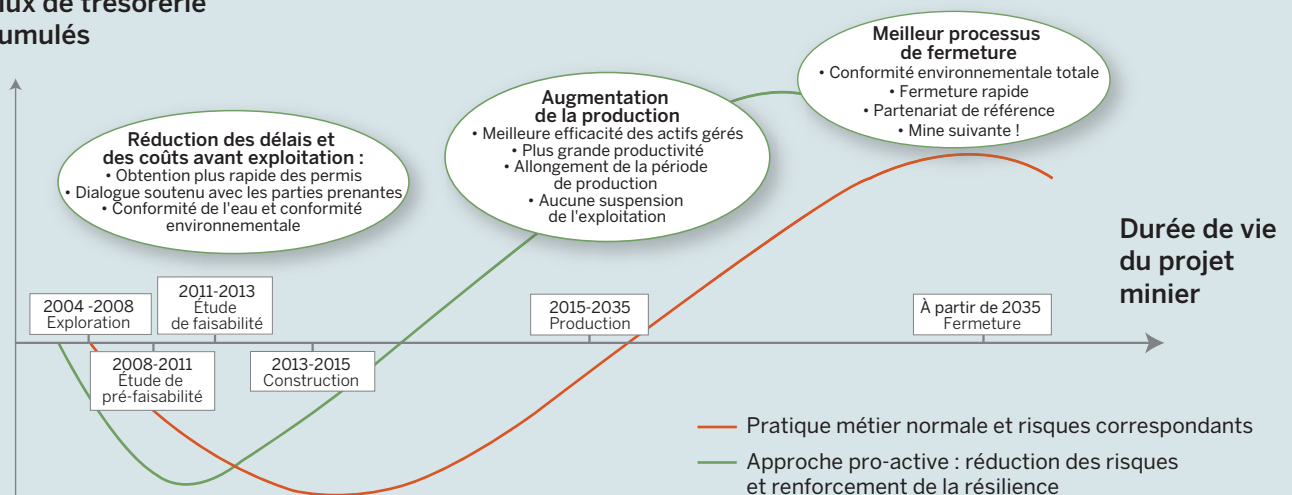 lux de trésorerie
umulés
Réduction des délais et
des coûts avant exploitation :
• Obtention plus rapide des permis
• Dialogue soutenu avec les parties prenantes
• Conformité de l'eau et conformité
environnementale
Augmentation
de la production
• Meilleure efficacité des actifs gérés
• Plus grande productivité
• Allongement de la période
de production
• Aucune suspension
de l'exploitation
Meilleur processus
de fermeture
• Conformité environnementale totale
• Fermeture rapide
• Partenariat de référence
• Mine suivante !
Durée de vie
du projet
minier
2004 -2008
Exploration
2008-2011
Étude de
pré-faisabilité
2011-2013
Étude
de faisabilité
2013-2015
Construction
2015-2035
Production
À partir de 2035
Fermeture
Pratique métier normale et risques correspondants
Approche pro-active : réduction des risques
et renforcement de la résilience